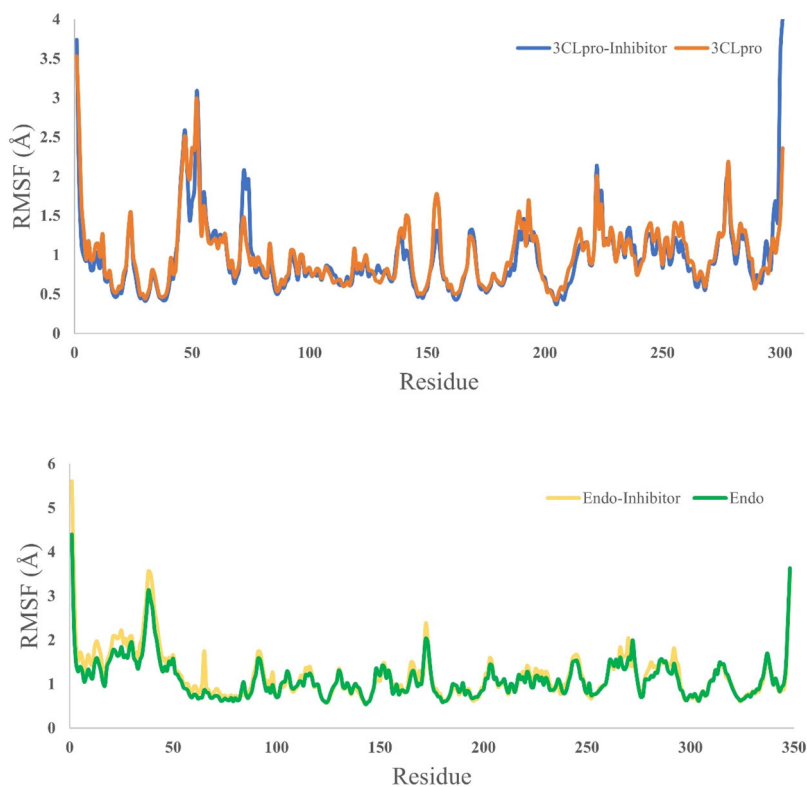 4
3CLpro-Inhibitor 3CLpro
3.5
3
2.5
2
1.5
1
0.5
0
RMSF (Å)
0 50 100 150 200 250 300
Residue
6
Endo-Inhibitor Endo
5
4
3
2
1
0
RMSF (Å)
0 50 100 150 200 250 300 350
Residue